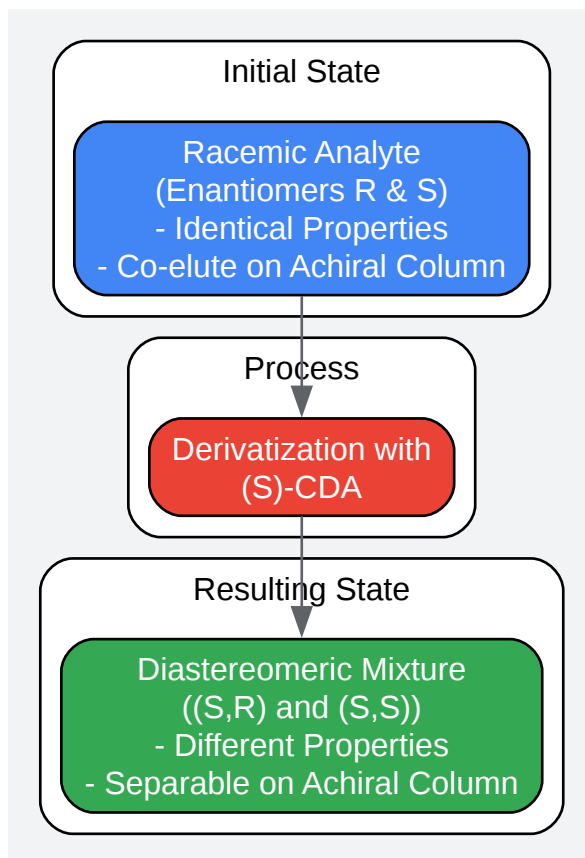 Initial State
Racemic Analyte
(Enantiomers R & S)
- Identical Properties
- Co-elute on Achiral Column
Process
Derivatization with
(S)-CDA
Resulting State
Diastereomeric Mixture
((S,R) and (S,S))
- Different Properties
- Separable on Achiral Column